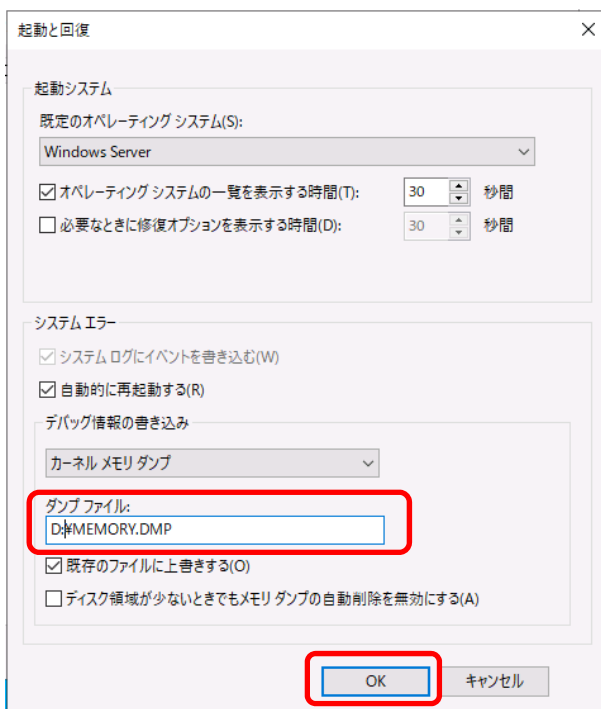 起動と回復
起動システム
既定のオペレーティング システム(S):
Windows Server
オペレーティング システムの一覧を表示する時間(T): 30 秒間
必要なときに修復オプションを表示する時間(D): 30 秒間
システム エラー
システム ログにイベントを書き込む(W)
自動的に再起動する(R)
デバッグ情報の書き込み
カーネル メモリ ダンプ
ダンプ ファイル:
D:¥MEMORY.DMP
既存のファイルに上書きする(O)
ディスク領域が少ないときでもメモリ ダンプの自動削除を無効にする(A)
OK キャンセル